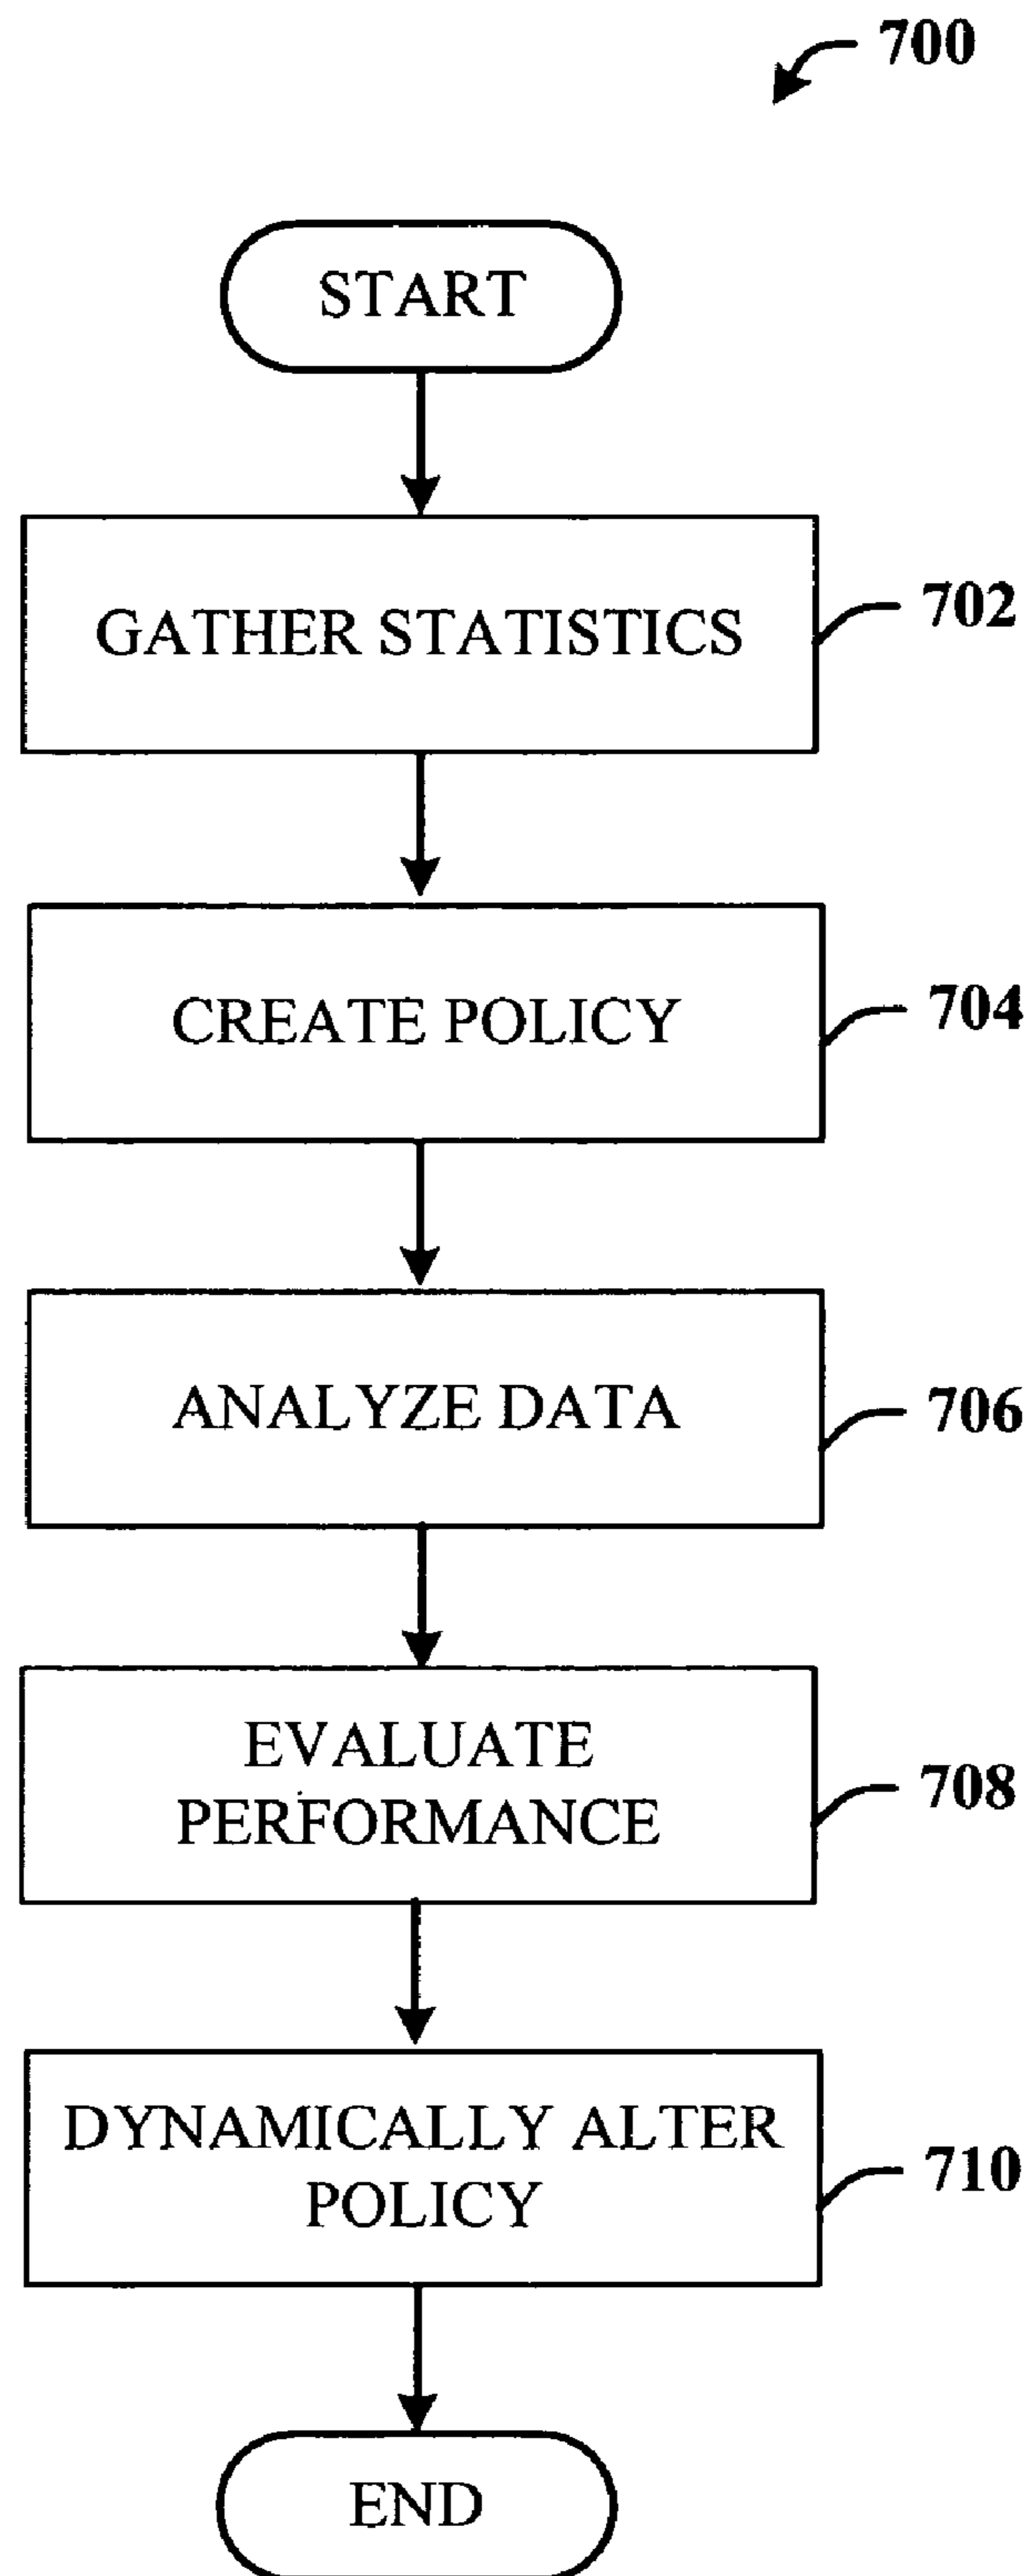 700
START
GATHER STATISTICS
702
CREATE POLICY
704
ANALYZE DATA
706
EVALUATE
PERFORMANCE
708
DYNAMICALLY ALTER
POLICY
710
END